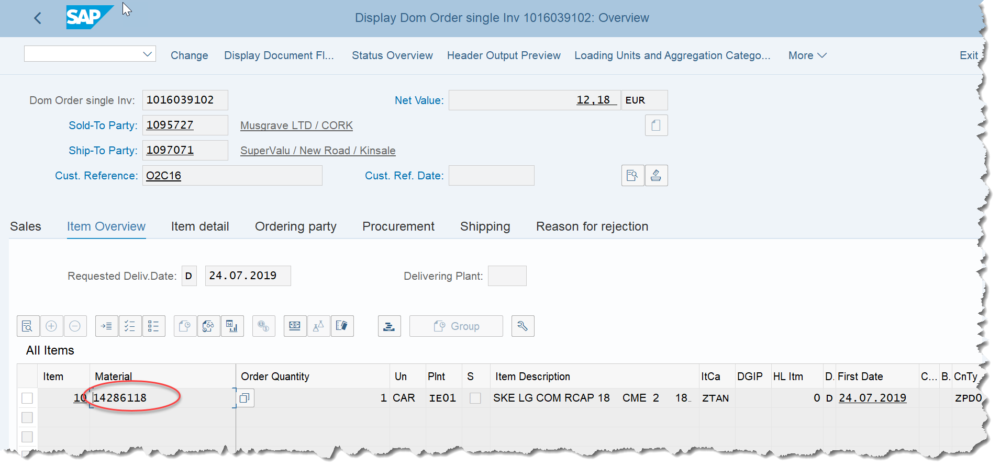 SAP Display Dom Order single Inv 1016039102: Overview
Change Display Document Fl... Status Overview Header Output Preview Loading Units and Aggregation Catego... More Exit
Dom Order single Inv: 1016039102 Net Value: 12,18 EUR
Sold-To Party: 1095727 Musgrave LTD / CORK
Ship-To Party: 1097071 SuperValu / New Road / Kinsale
Cust. Reference: O2C16 Cust. Ref. Date:
Sales Item Overview Item detail Ordering party Procurement Shipping Reason for rejection
Requested Deliv.Date: D 24.07.2019 Delivering Plant:
Group
All Items
Item Material Order Quantity Un Plnt S Item Description ItCa DGIP HL Itm D. First Date C... B. CnTy
10 14286118 1 CAR IE01 SKE LG COM RCAP 18 CME 2 18... ZTAN 0 D 24.07.2019 ZPD0